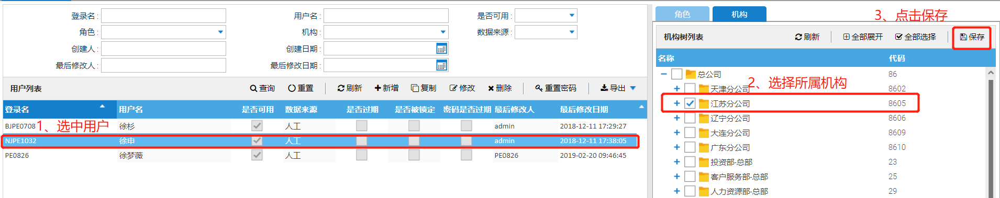 登录名: 用户名: 是否可用:
角色: 机构: 数据来源:
创建人: 创建日期:
最后修改人: 最后修改日期:
用户列表 查询 重置 刷新 新增 复制 修改 删除 重置密码 导出
登录名 用户名 是否可用 数据来源 是否过期 是否被锁定 密码是否过期 最后修改人 最后修改日期
BJPE0708 徐杉 人工 admin 2018-12-11 17:29:27
1、选中用户
NJPE1032 徐申 人工 admin 2018-12-11 17:38:05
PE0826 徐梦薇 人工 PE0826 2019-02-20 09:46:45
角色 机构
3、点击保存
机构树列表 刷新 全部展开 全部选择 保存
名称 代码
总公司 86
2、选择所属机构
天津分公司 8602
江苏分公司 8605
辽宁分公司 8606
大连分公司 8609
广东分公司 8610
投资部-总部 23
客户服务部-总部 25
人力资源部-总部 29